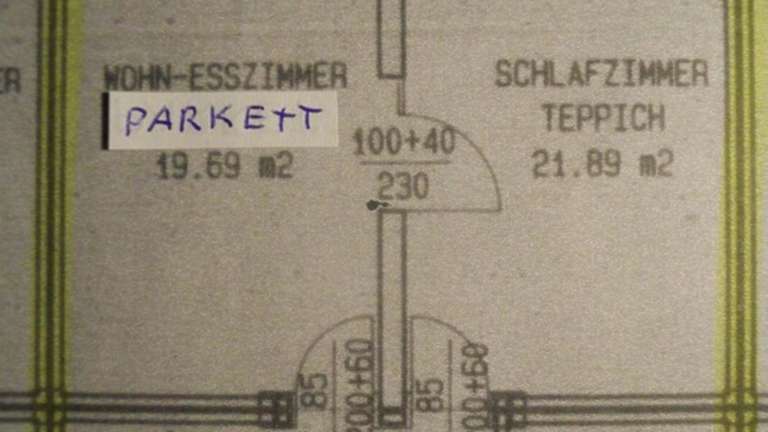 WOHN-ESSZIMMER
PARKETT
19.69 m2
100+40
230
SCHLAFZIMMER
TEPPICH
21.89 m2
85
85